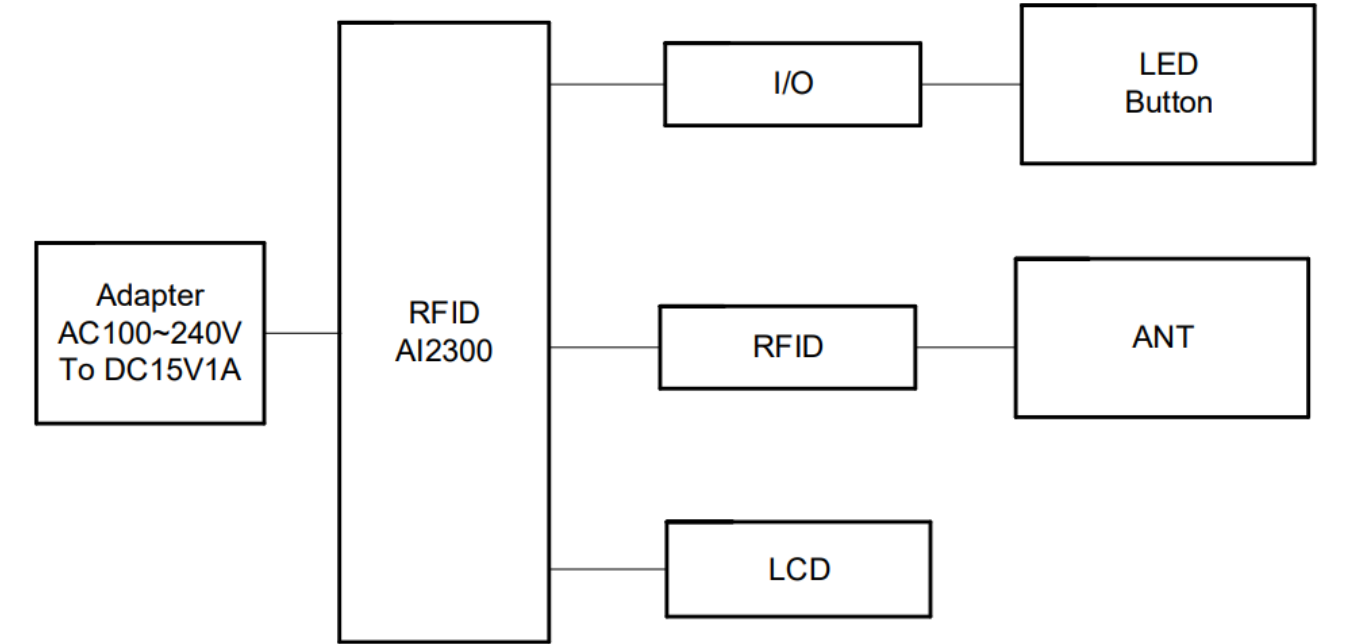 I/O
LED
Button
Adapter
AC100~240V
To DC15V1A
RFID
AI2300
RFID
ANT
LCD